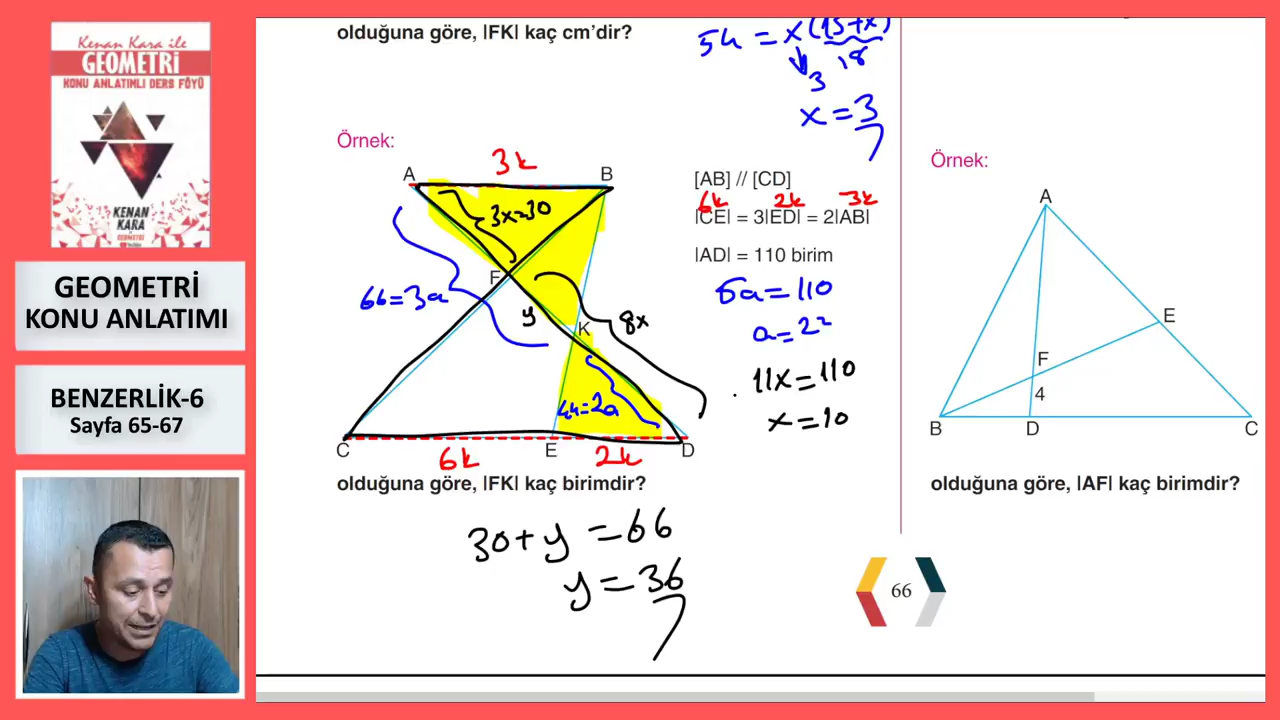 Kenan Kara ile
GEOMETRİ
KONU ANLATIMLI DERS FÖYÜ
KENAN
KARA
GEOMETRİ
KONU ANLATIMI
BENZERLİK-6
Sayfa 65-67
olduğuna göre, |FK| kaç cm'dir?
54 = x(15+x)
3 18
x = 3
Örnek:
3k
A B
3x=30
F
66=3a
y
K
8x
44=2a
C E D
6k 2k
[AB] // [CD]
6k 2k 3k
|CE| = 3|ED| = 2|AB|
|AD| = 110 birim
5a=110
a=22
11x=110
x=10
olduğuna göre, |FK| kaç birimdir?
30+y =66
y=36
Örnek:
A
E
F
4
B D C
olduğuna göre, |AF| kaç birimdir?
66